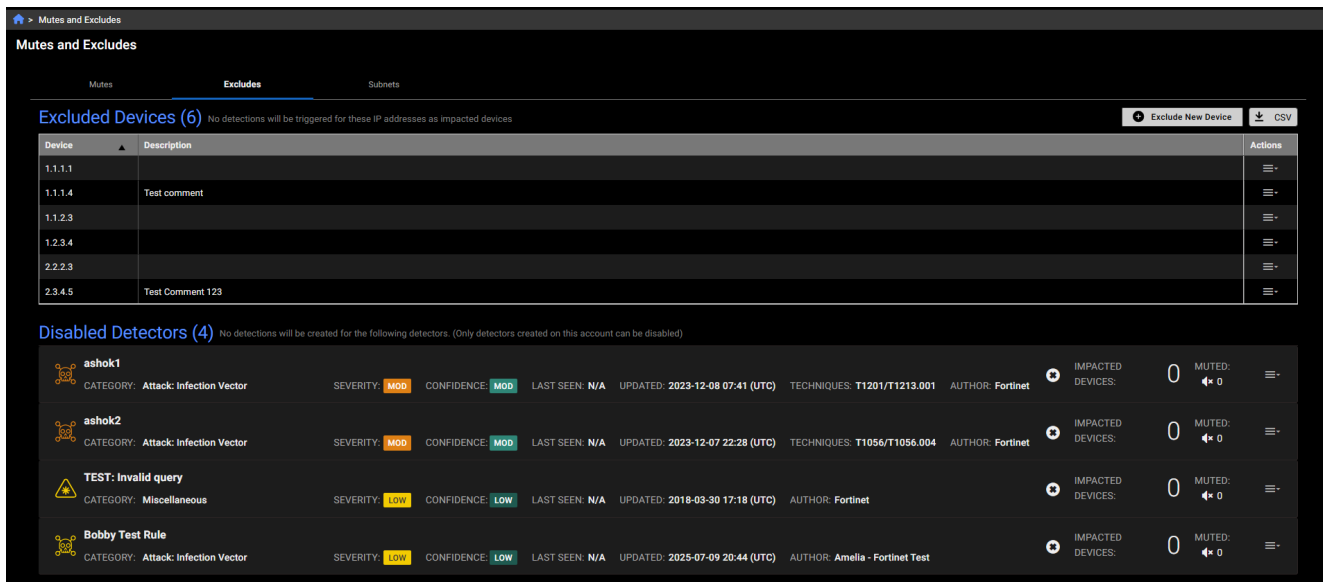 > Mutes and Excludes
Mutes and Excludes
Mutes Excludes Subnets
Excluded Devices (6) No detections will be triggered for these IP addresses as impacted devices Exclude New Device CSV
Device Description Actions
1.1.1.1
1.1.1.4 Test comment
1.1.2.3
1.2.3.4
2.2.2.3
2.3.4.5 Test Comment 123
Disabled Detectors (4) No detections will be created for the following detectors. (Only detectors created on this account can be disabled)
ashok1
CATEGORY: Attack: Infection Vector SEVERITY: MOD CONFIDENCE: MOD LAST SEEN: N/A UPDATED: 2023-12-08 07:41 (UTC) TECHNIQUES: T1201/T1213.001 AUTHOR: Fortinet IMPACTED DEVICES: 0 MUTED: 0
ashok2
CATEGORY: Attack: Infection Vector SEVERITY: MOD CONFIDENCE: MOD LAST SEEN: N/A UPDATED: 2023-12-07 22:28 (UTC) TECHNIQUES: T1056/T1056.004 AUTHOR: Fortinet IMPACTED DEVICES: 0 MUTED: 0
TEST: Invalid query
CATEGORY: Miscellaneous SEVERITY: LOW CONFIDENCE: LOW LAST SEEN: N/A UPDATED: 2018-03-30 17:18 (UTC) AUTHOR: Fortinet IMPACTED DEVICES: 0 MUTED: 0
Bobby Test Rule
CATEGORY: Attack: Infection Vector SEVERITY: LOW CONFIDENCE: LOW LAST SEEN: N/A UPDATED: 2025-07-09 20:44 (UTC) AUTHOR: Amelia - Fortinet Test IMPACTED DEVICES: 0 MUTED: 0